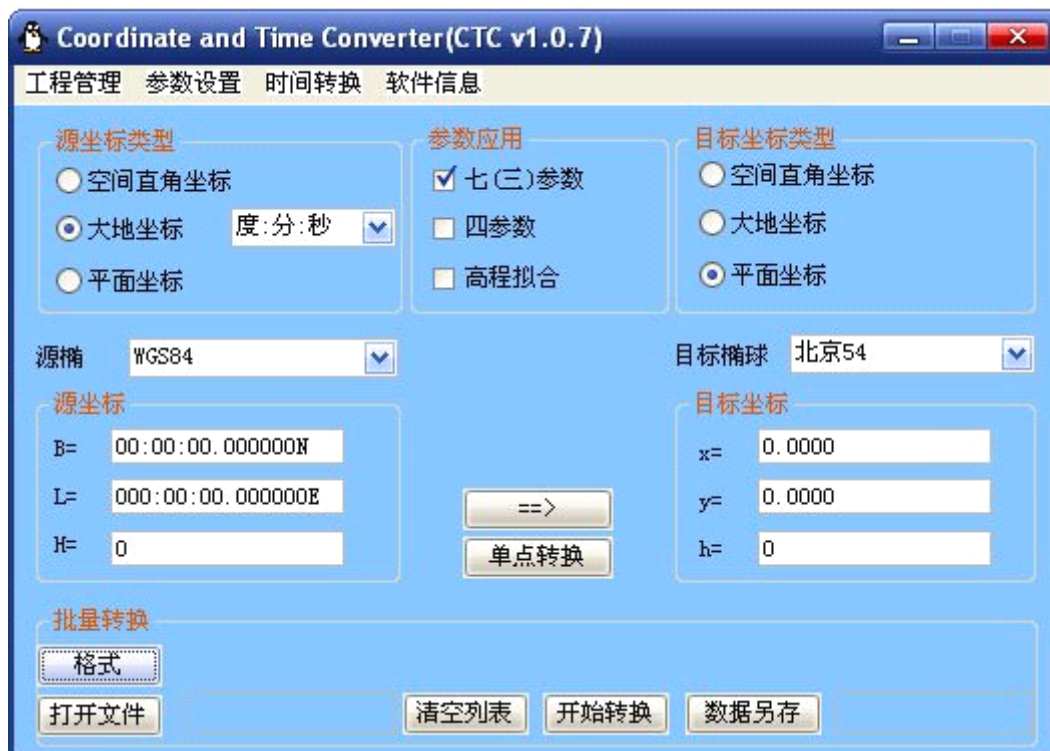 Coordinate and Time Converter(CTC v1.0.7)
工程管理 参数设置 时间转换 软件信息
源坐标类型
空间直角坐标
大地坐标 度:分:秒
平面坐标
参数应用
七(三)参数
四参数
高程拟合
目标坐标类型
空间直角坐标
大地坐标
平面坐标
源椭 WGS84
目标椭球 北京54
源坐标
B= 00:00:00.000000N
L= 000:00:00.000000E
H= 0
==>
单点转换
目标坐标
x= 0.0000
y= 0.0000
h= 0
批量转换
格式
打开文件 清空列表 开始转换 数据另存